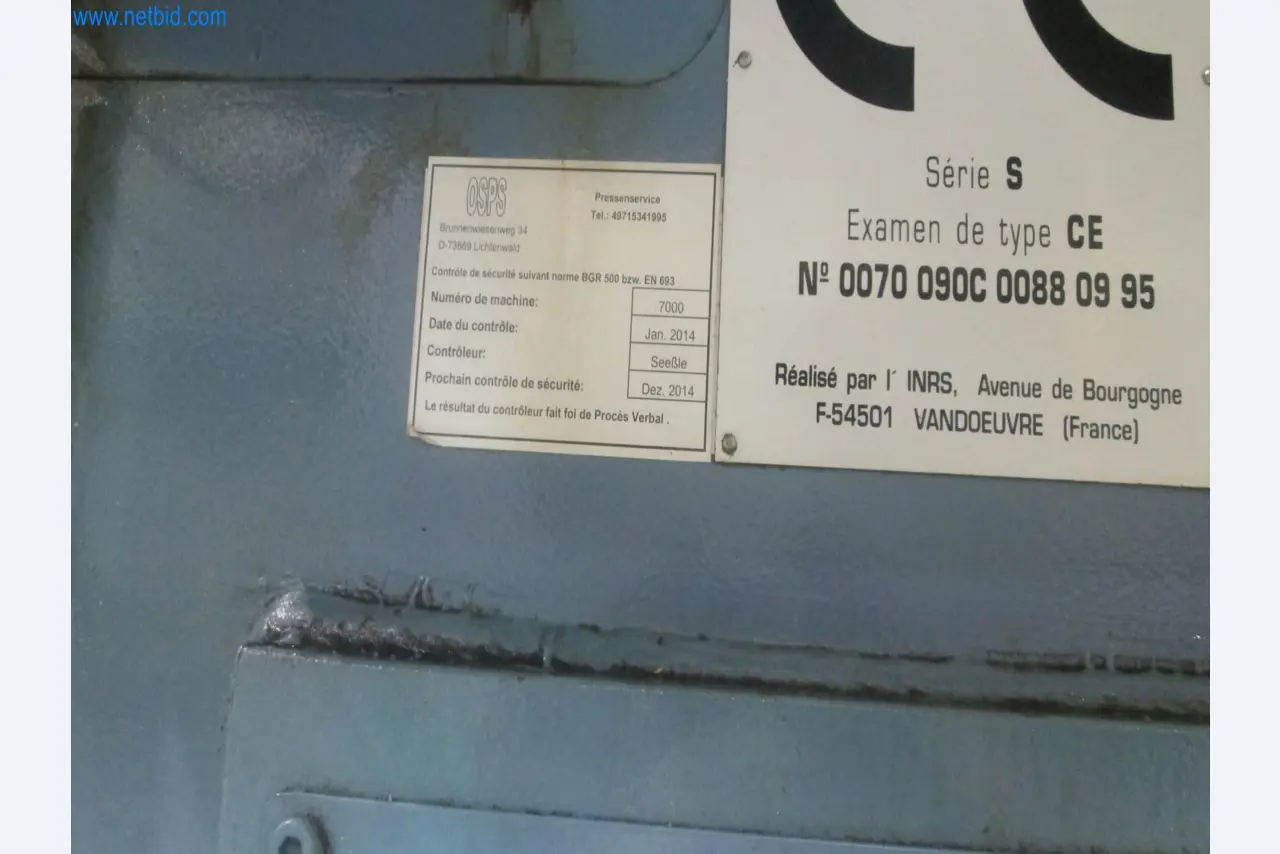 www.netbid.com
OSPS
Pressenservice
Tel.: 49715341995
Brunnenwiesenweg 34
D-73669 Lichtenwald
Contrôle de sécurité suivant norme BGR 500 bzw. EN 693
Numéro de machine: 7000
Date du contrôle: Jan. 2014
Contrôleur: Seeßle
Prochain contrôle de sécurité: Dez. 2014
Le résultat du contrôleur fait foi de Procès Verbal .
CE
Série S
Examen de type CE
Nº 0070 090C 0088 09 95
Réalisé par l´ INRS, Avenue de Bourgogne
F-54501 VANDOEUVRE (France)